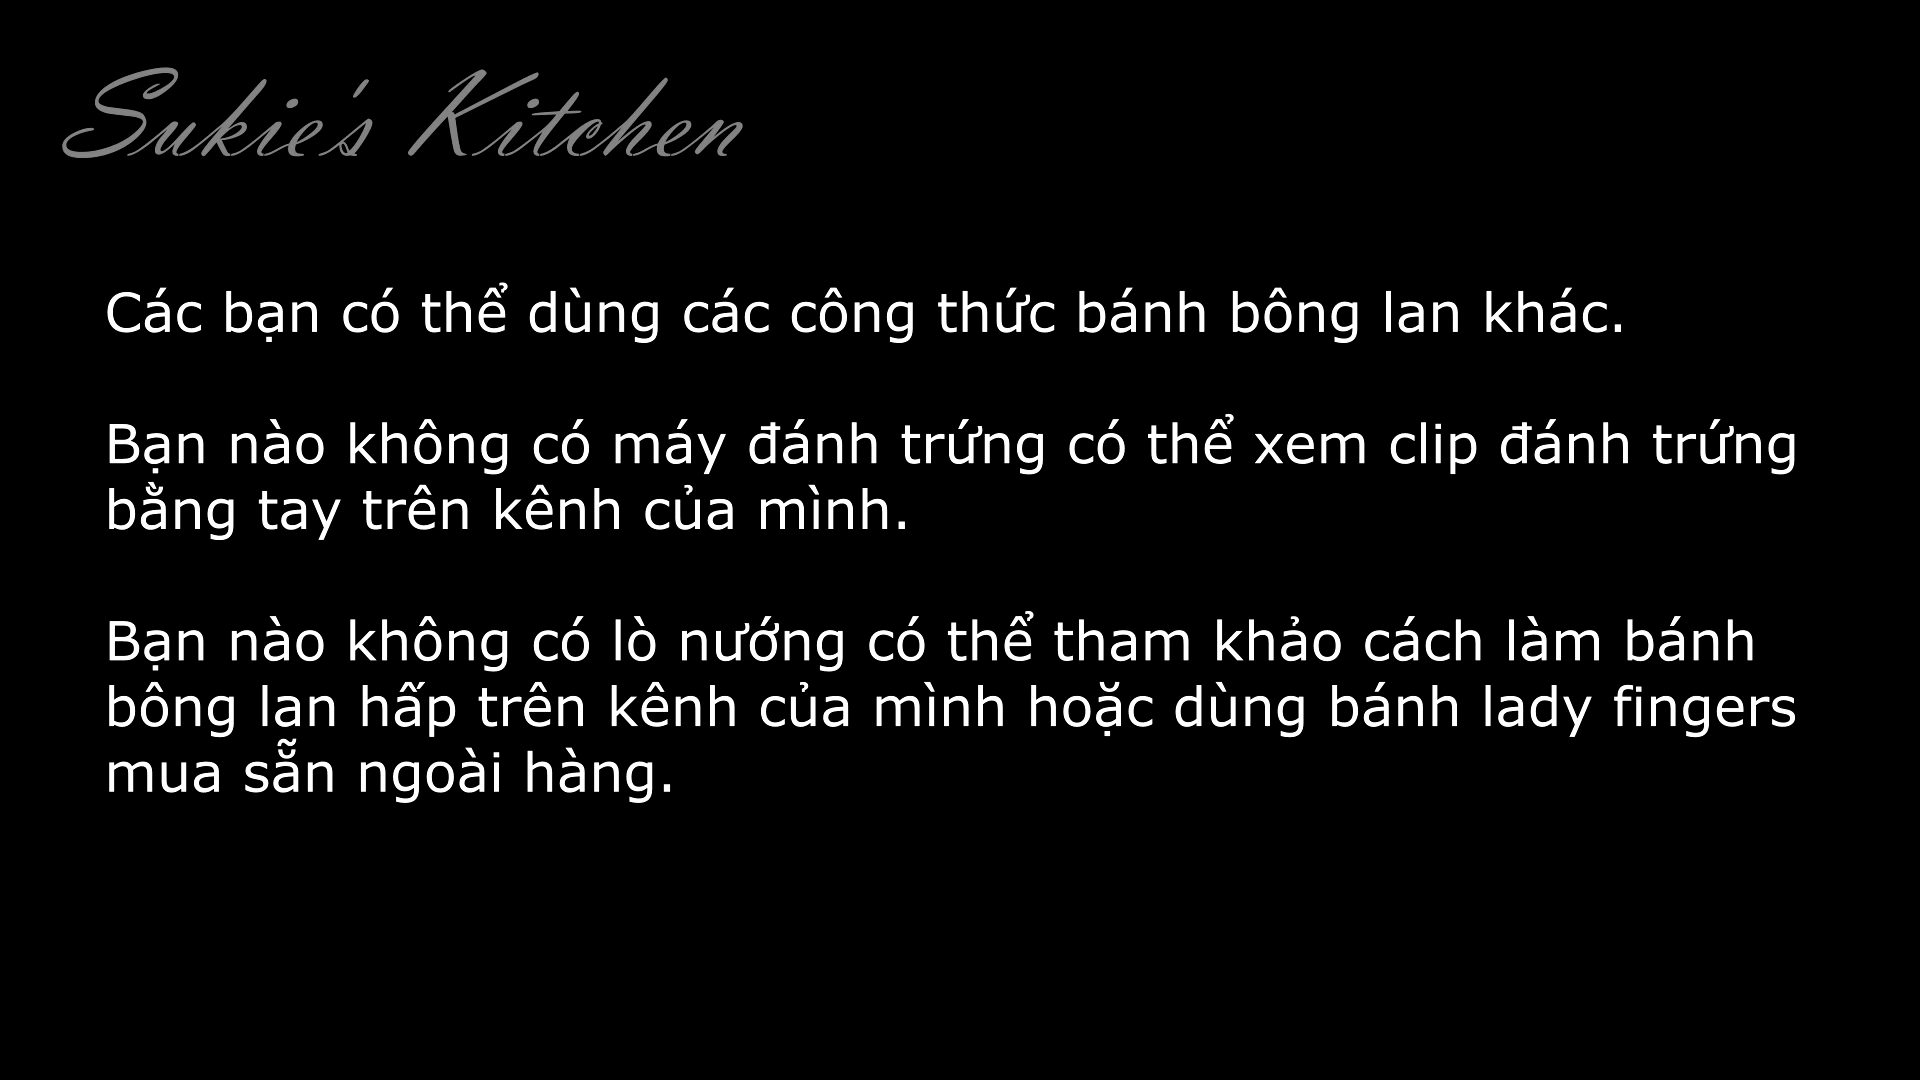 Sukie's Kitchen
Các bạn có thể dùng các công thức bánh bông lan khác.
Bạn nào không có máy đánh trứng có thể xem clip đánh trứng
bằng tay trên kênh của mình.
Bạn nào không có lò nướng có thể tham khảo cách làm bánh
bông lan hấp trên kênh của mình hoặc dùng bánh lady fingers
mua sẵn ngoài hàng.